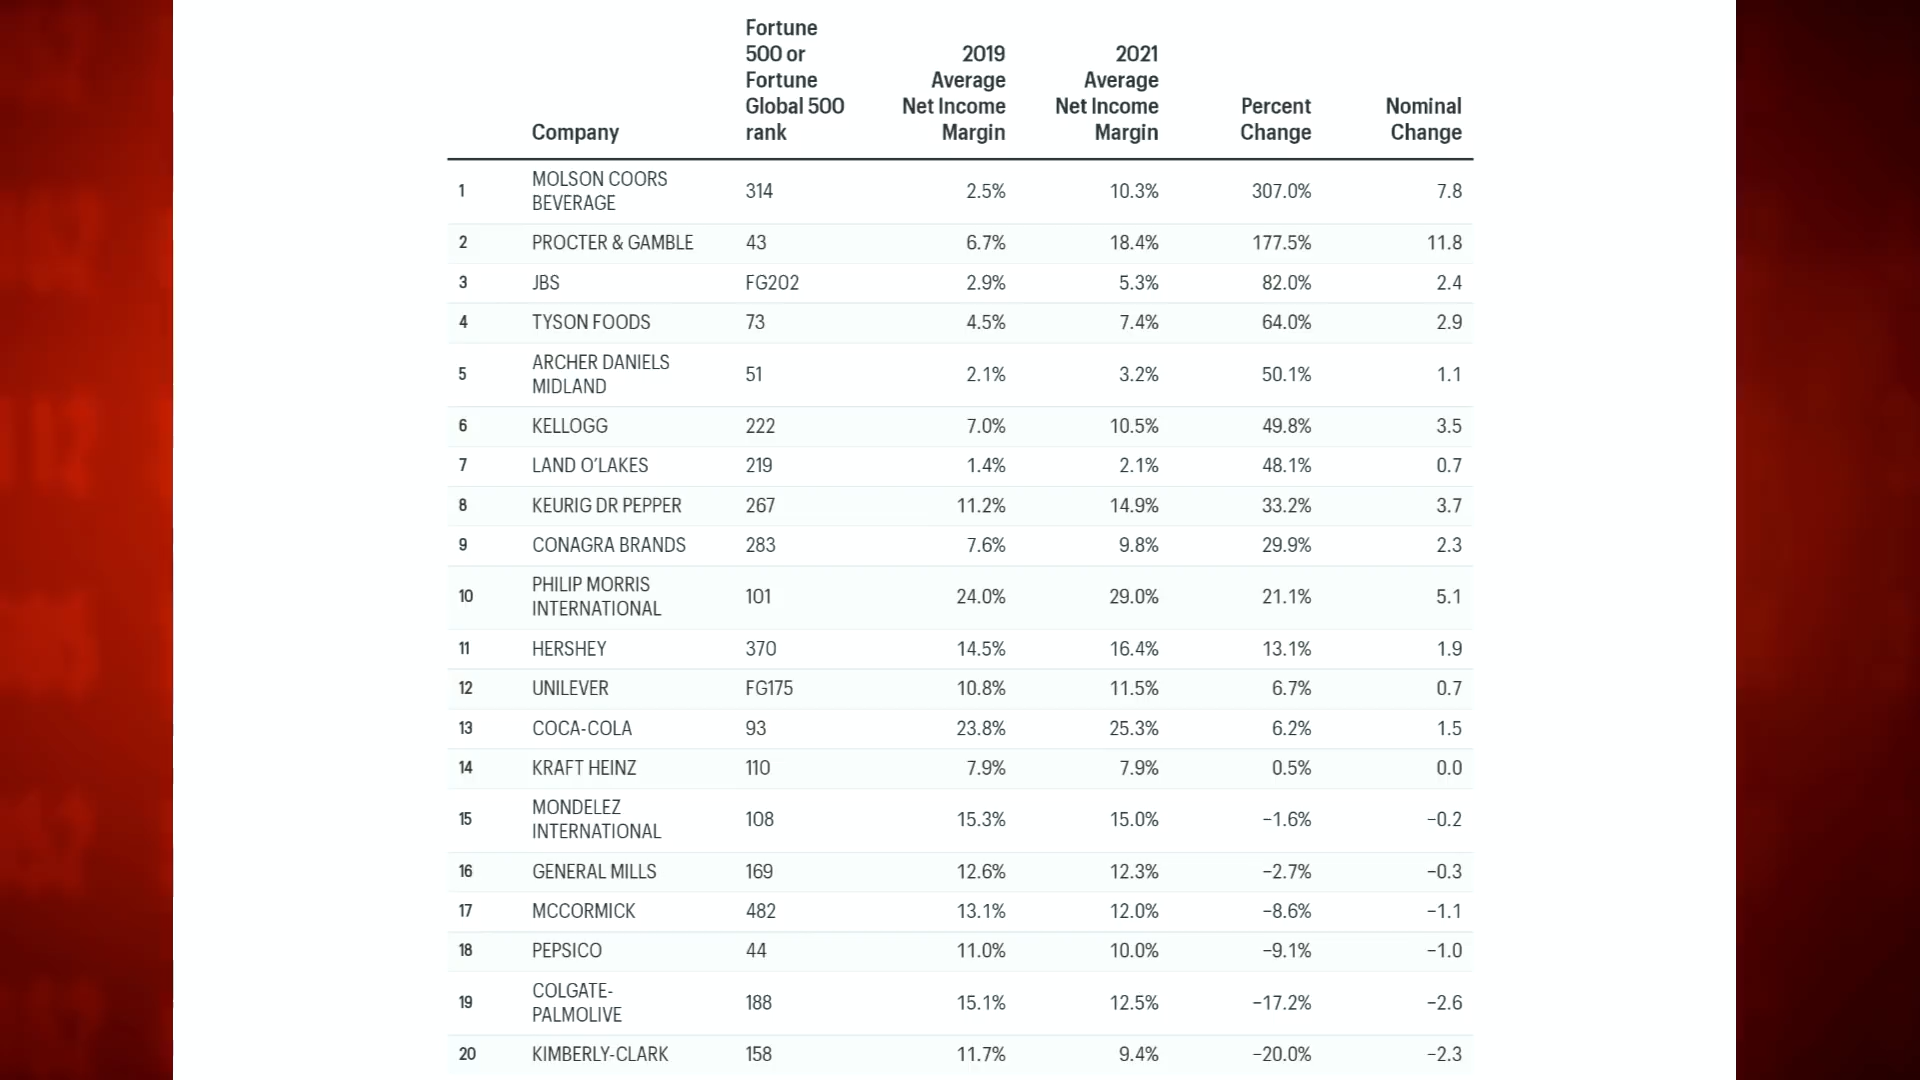 Fortune
500 or
Fortune
Global 500
rank
2019
Average
Net Income
Margin
2021
Average
Net Income
Margin
Company
Percent
Change
Nominal
Change
1 MOLSON COORS BEVERAGE 314 2.5% 10.3% 307.0% 7.8
2 PROCTER & GAMBLE 43 6.7% 18.4% 177.5% 11.8
3 JBS FG202 2.9% 5.3% 82.0% 2.4
4 TYSON FOODS 73 4.5% 7.4% 64.0% 2.9
5 ARCHER DANIELS MIDLAND 51 2.1% 3.2% 50.1% 1.1
6 KELLOGG 222 7.0% 10.5% 49.8% 3.5
7 LAND O’LAKES 219 1.4% 2.1% 48.1% 0.7
8 KEURIG DR PEPPER 267 11.2% 14.9% 33.2% 3.7
9 CONAGRA BRANDS 283 7.6% 9.8% 29.9% 2.3
10 PHILIP MORRIS INTERNATIONAL 101 24.0% 29.0% 21.1% 5.1
11 HERSHEY 370 14.5% 16.4% 13.1% 1.9
12 UNILEVER FG175 10.8% 11.5% 6.7% 0.7
13 COCA-COLA 93 23.8% 25.3% 6.2% 1.5
14 KRAFT HEINZ 110 7.9% 7.9% 0.5% 0.0
15 MONDELEZ INTERNATIONAL 108 15.3% 15.0% −1.6% −0.2
16 GENERAL MILLS 169 12.6% 12.3% −2.7% −0.3
17 MCCORMICK 482 13.1% 12.0% −8.6% −1.1
18 PEPSICO 44 11.0% 10.0% −9.1% −1.0
19 COLGATE-PALMOLIVE 188 15.1% 12.5% −17.2% −2.6
20 KIMBERLY-CLARK 158 11.7% 9.4% −20.0% −2.3